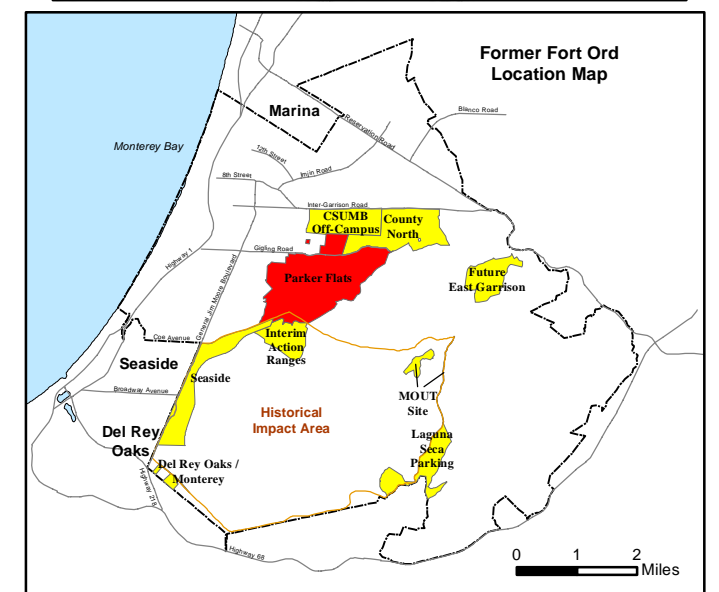 Former Fort Ord
Location Map
Marina
Blanco Road
Reservation Road
Monterey Bay
12th Street
Imjin Road
8th Street
Inter-Garrison Road
CSUMB
Off-Campus
County
North
Gigling Road
Highway 1
General Jim Moore Boulevard
Parker Flats
Future
East Garrison
Coe Avenue
Interim
Action
Ranges
Seaside
Seaside
Broadway Avenue
MOUT
Site
Historical
Impact Area
Del Rey
Oaks
Laguna
Seca
Parking
Del Rey Oaks /
Monterey
Highway 218
Highway 68
0 1 2
Miles